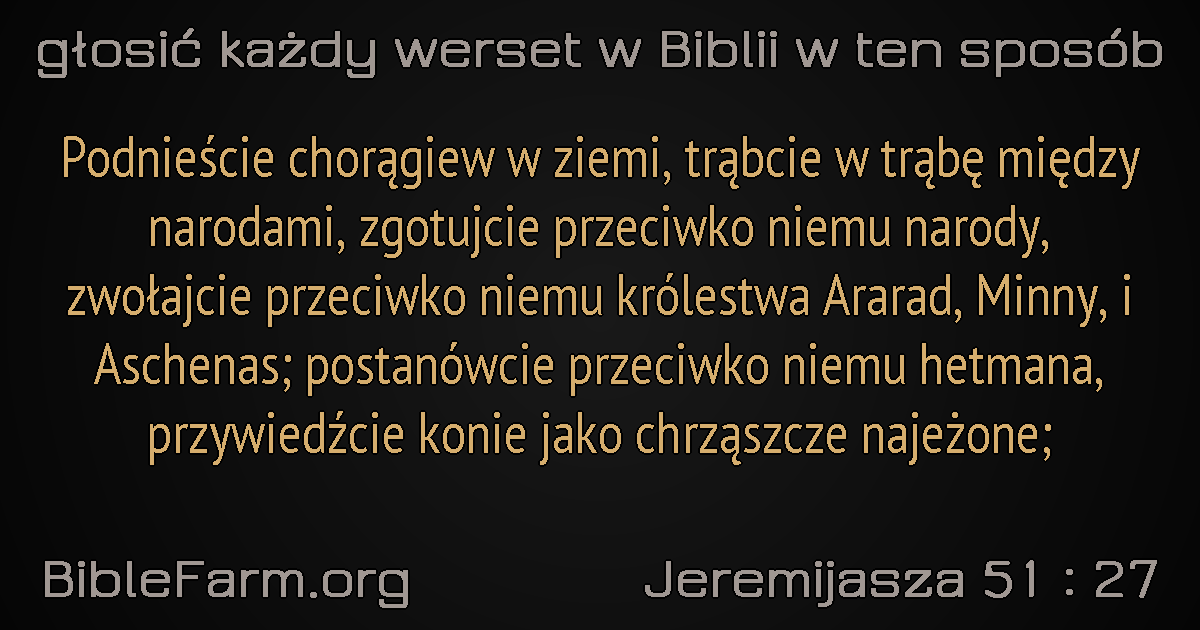 głosić każdy werset w Biblii w ten sposób
Podnieście chorągiew w ziemi, trąbcie w trąbę między
narodami, zgotujcie przeciwko niemu narody,
zwołajcie przeciwko niemu królestwa Ararad, Minny, i
Aschenas; postanówcie przeciwko niemu hetmana,
przywiedźcie konie jako chrząszcze najeżone;
BibleFarm.org
Jeremijasza 51 : 27